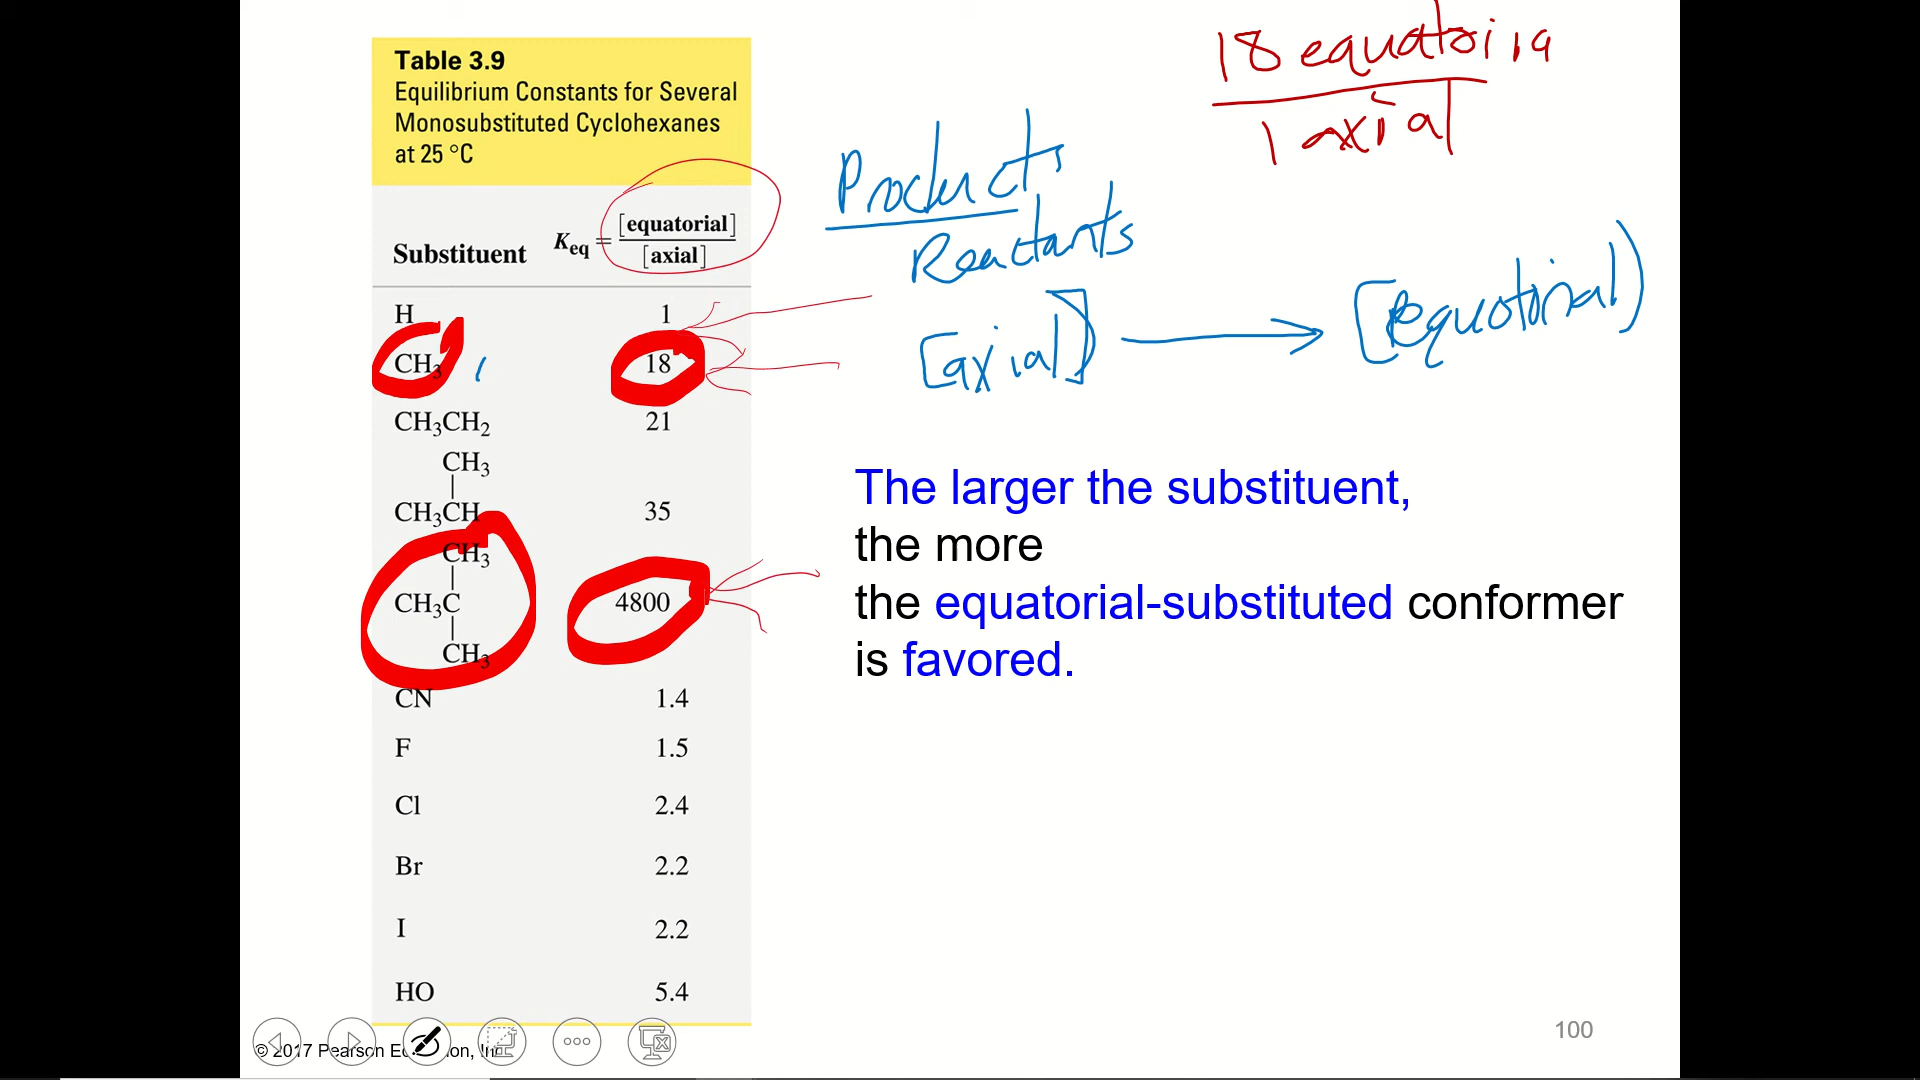 Table 3.9
Equilibrium Constants for Several
Monosubstituted Cyclohexanes
at 25 °C
Substituent Keq = [equatorial] / [axial]
H 1
CH3 18
CH3CH2 21
CH3
CH3CH 35
CH3
CH3C 4800
CH3
CN 1.4
F 1.5
Cl 2.4
Br 2.2
I 2.2
HO 5.4
18 equatoria
1 axial
Products
Reactants
[axial] → [equatorial)
The larger the substituent,
the more
the equatorial-substituted conformer
is favored.
100
© 2017 Pearson